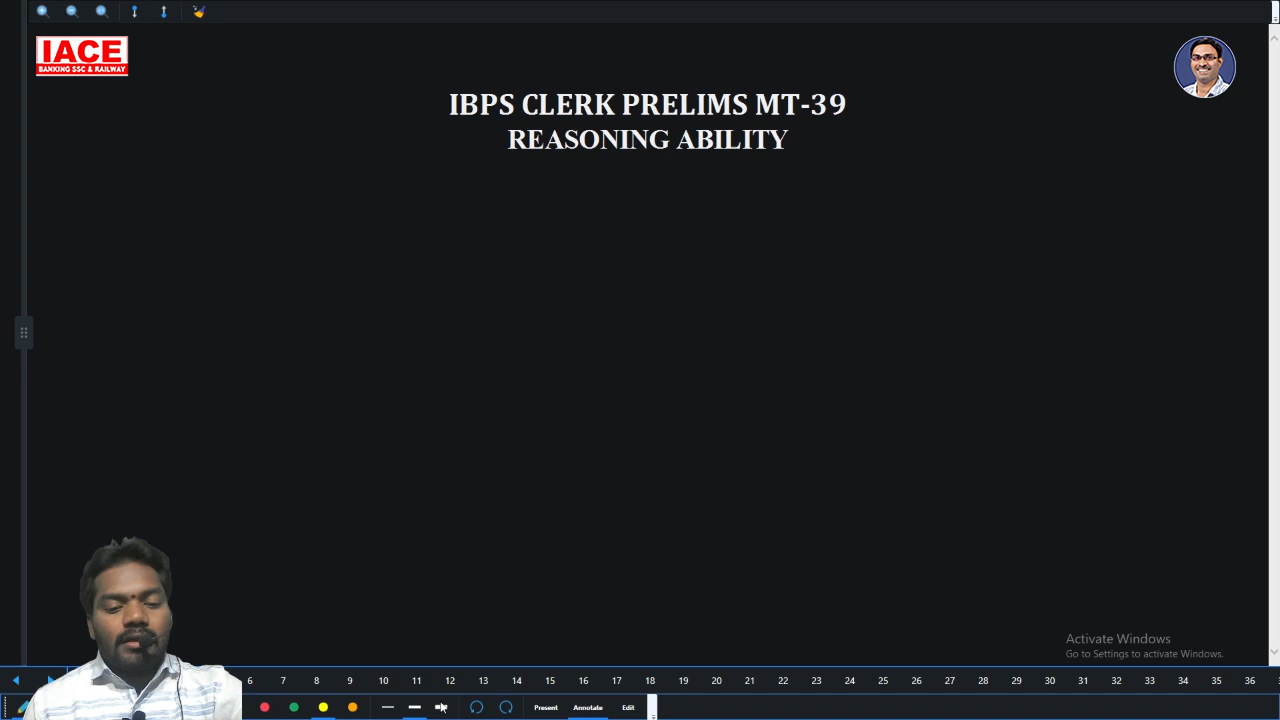 IACE
BANKING SSC & RAILWAY
IBPS CLERK PRELIMS MT-39
REASONING ABILITY
Activate Windows
Go to Settings to activate Windows.
6 7 8 9 10 11 12 13 14 15 16 17 18 19 20 21 22 23 24 25 26 27 28 29 30 31 32 33 34 35 36
Present Annotate Edit